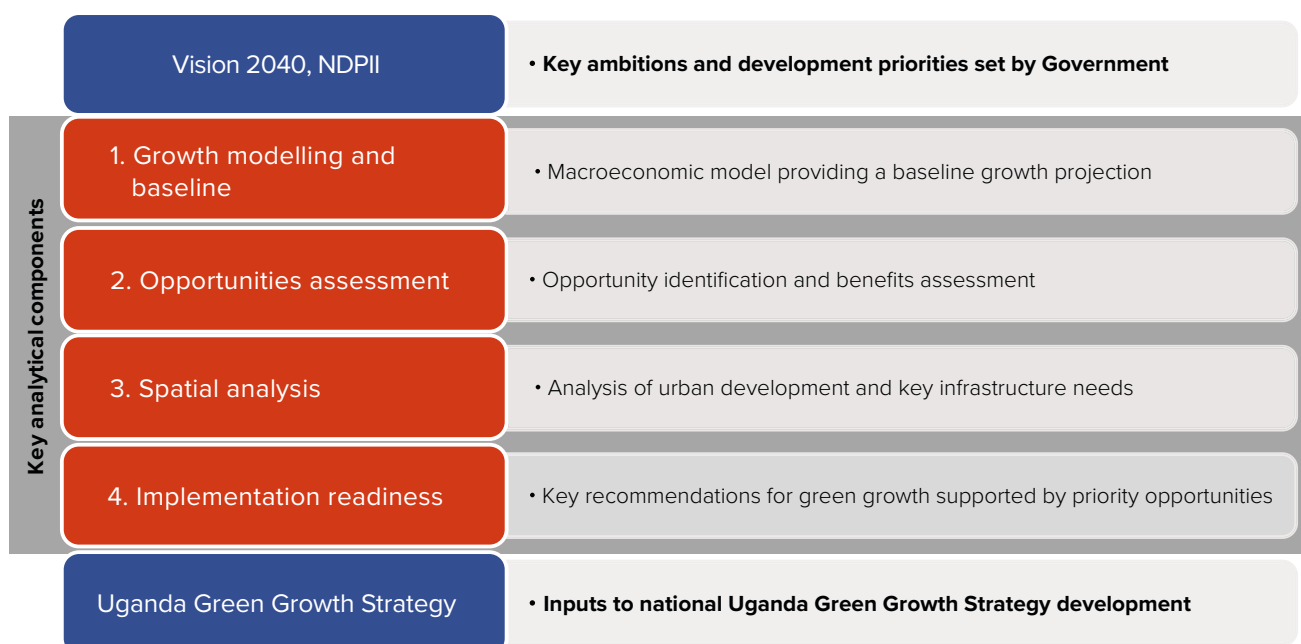 Vision 2040, NDPII
• Key ambitions and development priorities set by Government
Key analytical components
1. Growth modelling and
baseline
• Macroeconomic model providing a baseline growth projection
2. Opportunities assessment
• Opportunity identification and benefits assessment
3. Spatial analysis
• Analysis of urban development and key infrastructure needs
4. Implementation readiness
• Key recommendations for green growth supported by priority opportunities
Uganda Green Growth Strategy
• Inputs to national Uganda Green Growth Strategy development